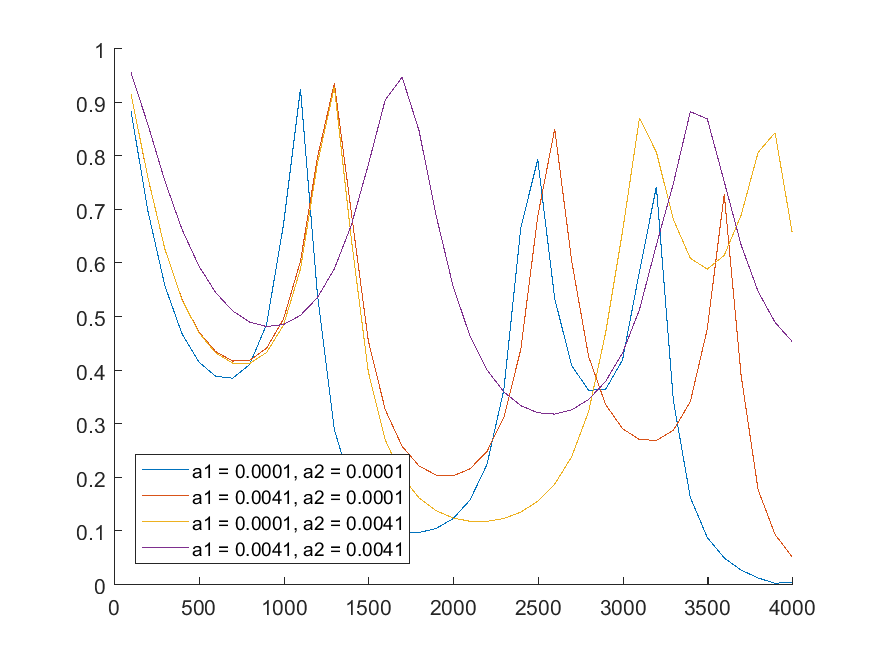 1
0.9
0.8
0.7
0.6
0.5
0.4
0.3
0.2
0.1
0
a1 = 0.0001, a2 = 0.0001
a1 = 0.0041, a2 = 0.0001
a1 = 0.0001, a2 = 0.0041
a1 = 0.0041, a2 = 0.0041
0 500 1000 1500 2000 2500 3000 3500 4000